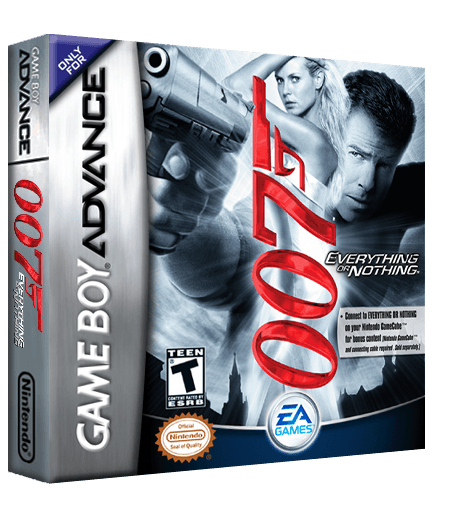 GAME BOY
ADVANCE
007
EVERYTHING
OR NOTHING
Nintendo
ONLY
FOR
GAME BOY ADVANCE
007
EVERYTHING
OR NOTHING™
• Connect to EVERYTHING OR NOTHING
on your Nintendo GameCube™
for bonus content (Nintendo GameCube™
and connecting cable required. Sold separately.)
TEEN
T
CONTENT RATED BY
ESRB
Official
Nintendo
Seal of Quality
EA
GAMES